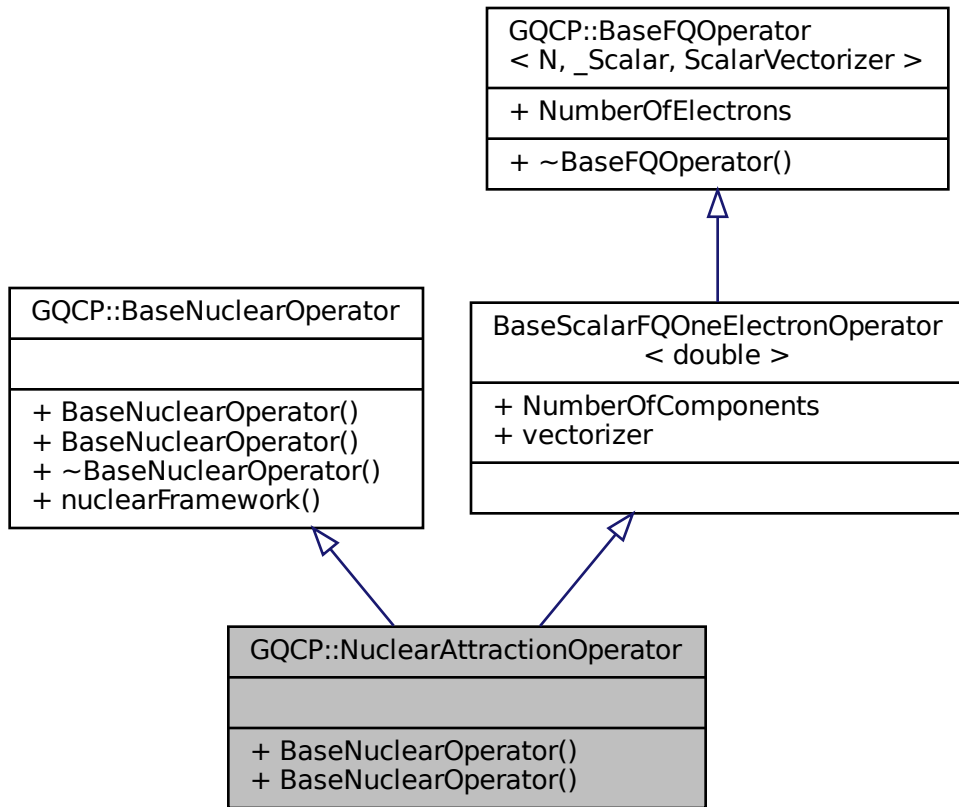 GQCP::BaseFQOperator
< N, _Scalar, ScalarVectorizer >
+ NumberOfElectrons
+ ~BaseFQOperator()
GQCP::BaseNuclearOperator
+ BaseNuclearOperator()
+ BaseNuclearOperator()
+ ~BaseNuclearOperator()
+ nuclearFramework()
BaseScalarFQOneElectronOperator
< double >
+ NumberOfComponents
+ vectorizer
GQCP::NuclearAttractionOperator
+ BaseNuclearOperator()
+ BaseNuclearOperator()